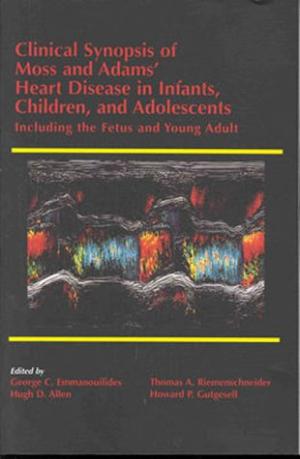 Clinical Synopsis of
Moss and Adams'
Heart Disease in Infants,
Children, and Adolescents
Including the Fetus and Young Adult
Edited by
George C. Emmanouilides
Thomas A. Riemenschneider
Hugh D. Allen
Howard P. Gutgesell